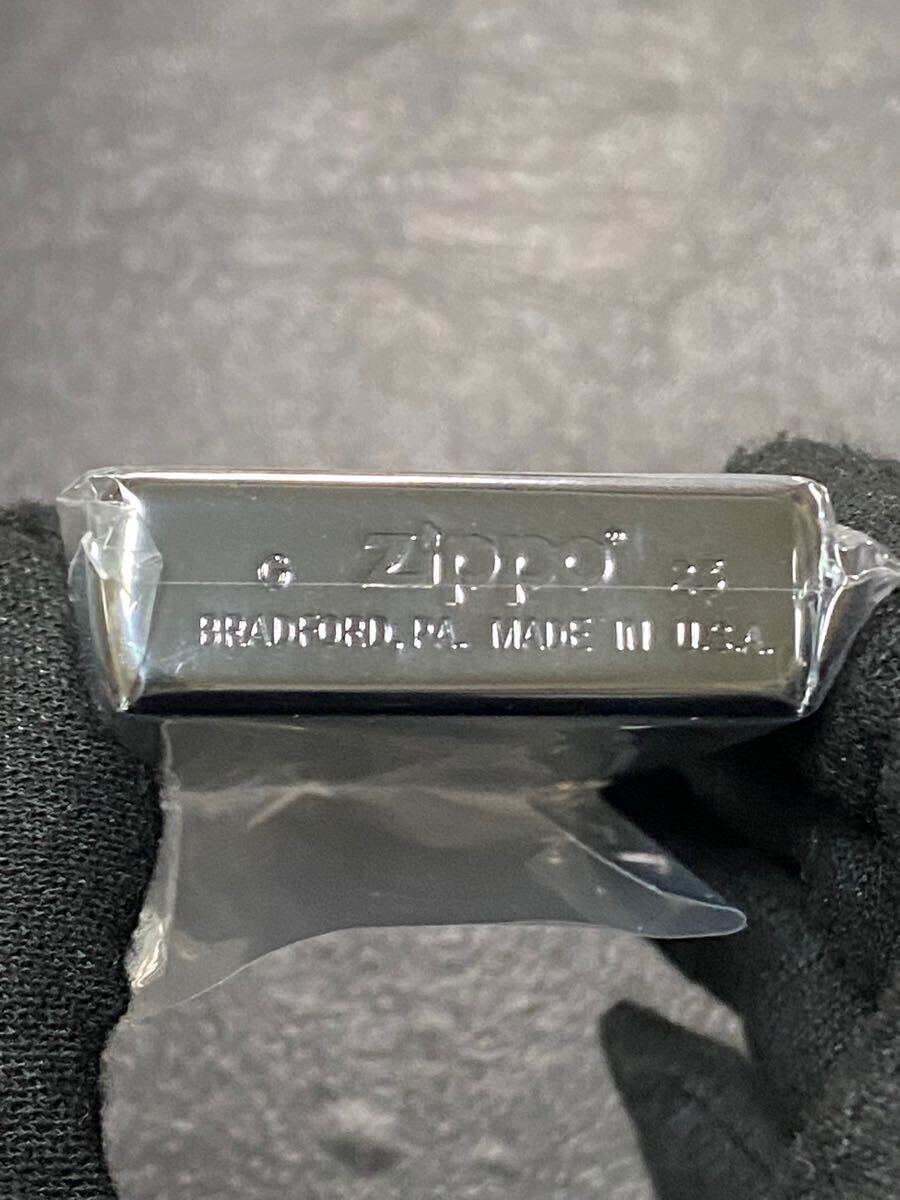 G Zippo 23
BRADFORD, PA. MADE IN U.S.A.